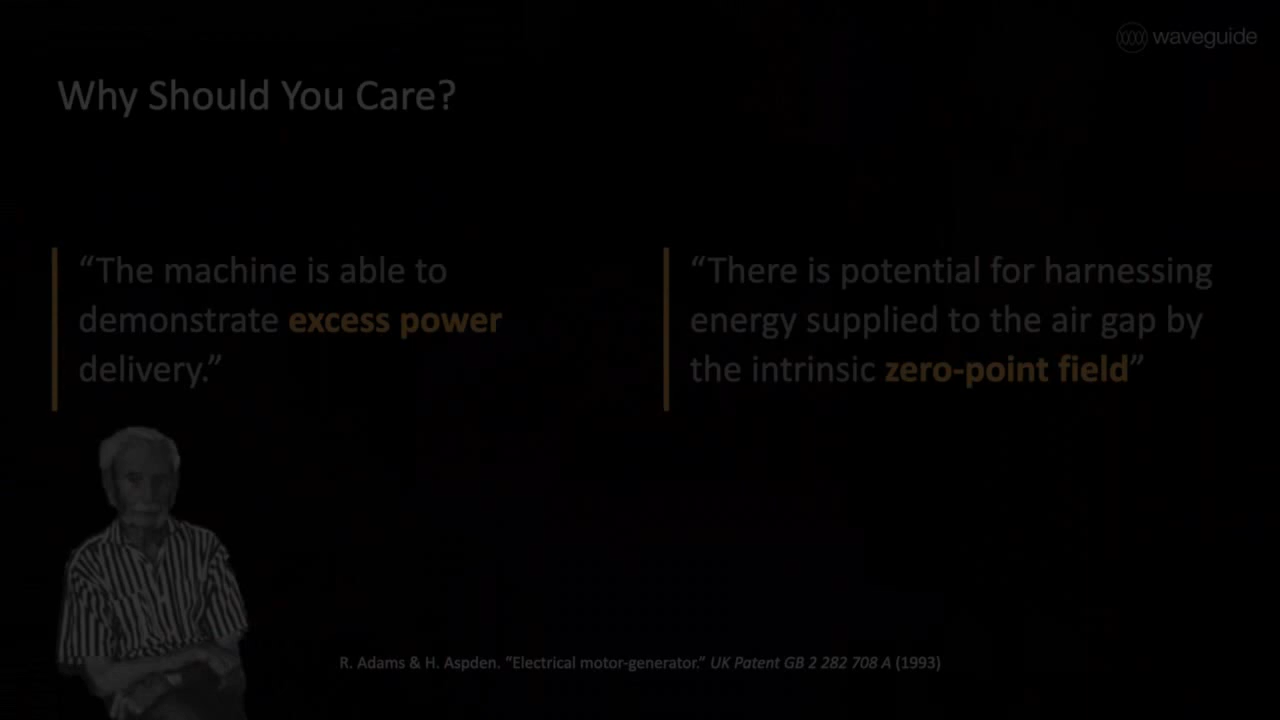 waveguide
Why Should You Care?
“The machine is able to
demonstrate excess power
delivery.”
“There is potential for harnessing
energy supplied to the air gap by
the intrinsic zero-point field”
R. Adams & H. Aspden. “Electrical motor-generator.” UK Patent GB 2 282 708 A (1993)